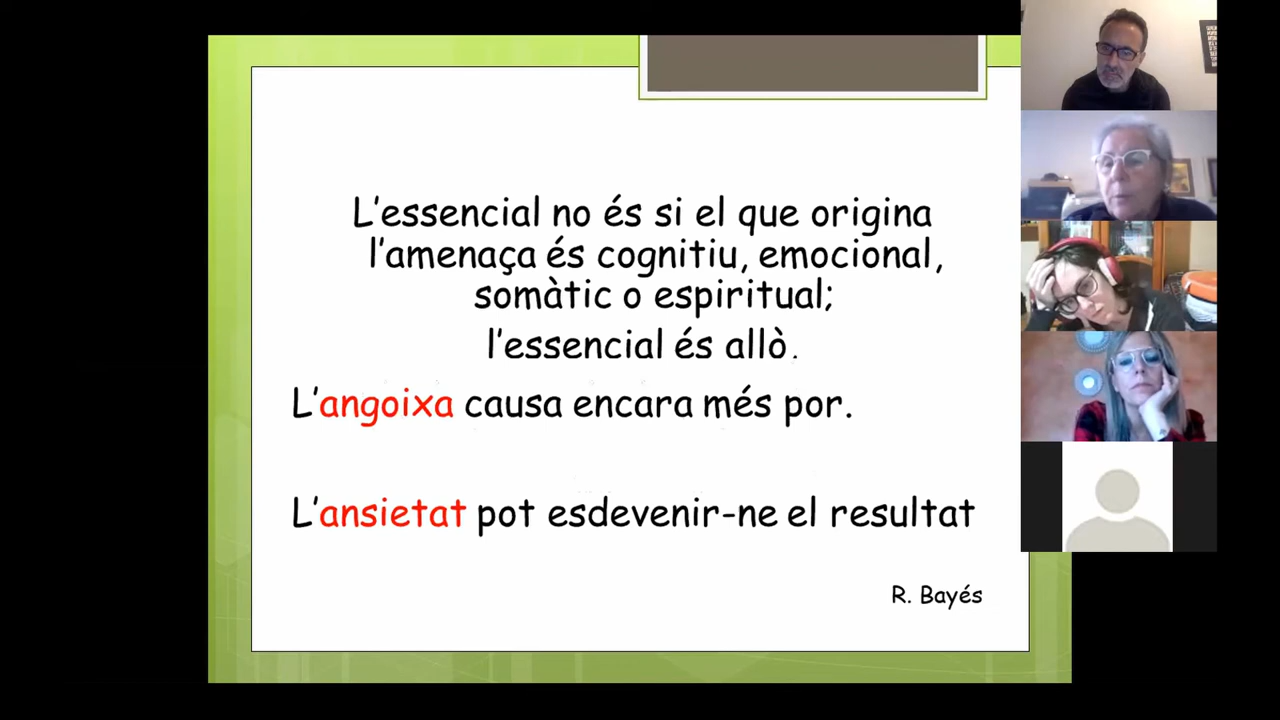 L'essencial no és si el que origina
l'amenaça és cognitiu, emocional,
somàtic o espiritual;
l'essencial és allò.
L'angoixa causa encara més por.
L'ansietat pot esdevenir-ne el resultat
R. Bayés